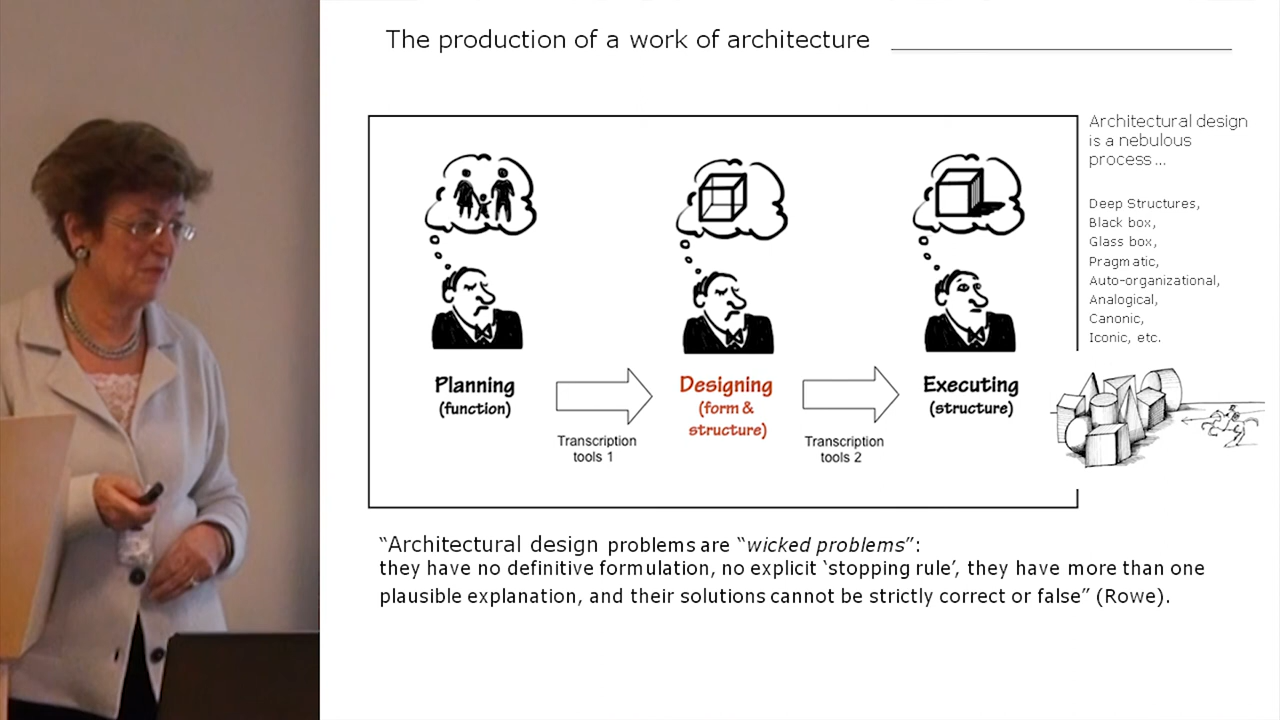 The production of a work of architecture
Architectural design
is a nebulous
process...
Deep Structures,
Black box,
Glass box,
Pragmatic,
Auto-organizational,
Analogical,
Canonic,
Iconic, etc.
Planning
(function)
Transcription
tools 1
Designing
(form &
structure)
Transcription
tools 2
Executing
(structure)
“Architectural design problems are “wicked problems”:
they have no definitive formulation, no explicit ‘stopping rule’, they have more than one
plausible explanation, and their solutions cannot be strictly correct or false” (Rowe).